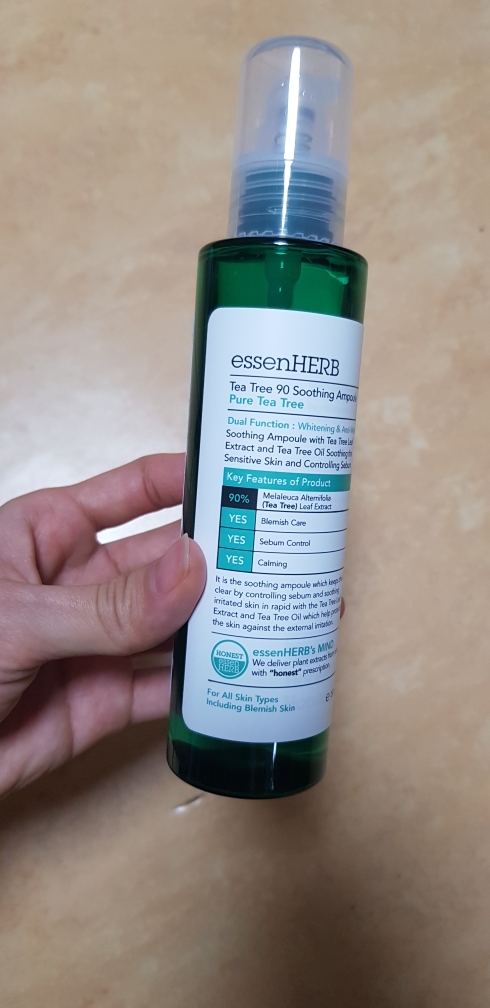 essenHERB
Tea Tree 90 Soothing
Pure Tea Tree
Dual Function : Whitening &
Soothing Ampoule with Tea Tree
Extract and Tea Tree Oil Soothing
Sensitive Skin and Controlling
Key Features of Product
90% Melaleuca Alternifolia
(Tea Tree) Leaf Extract
YES Blemish Care
YES Sebum Control
YES Calming
It is the soothing ampoule which
clear by controlling sebum and soothing
irritated skin in rapid with the Tea Tree
Extract and Tea Tree Oil which help
the skin against the external irritation.
HONEST
essen
HERB
essenHERB's MIND
We deliver plant extracts
with "honest" prescription
For All Skin Types
Including Blemish Skin